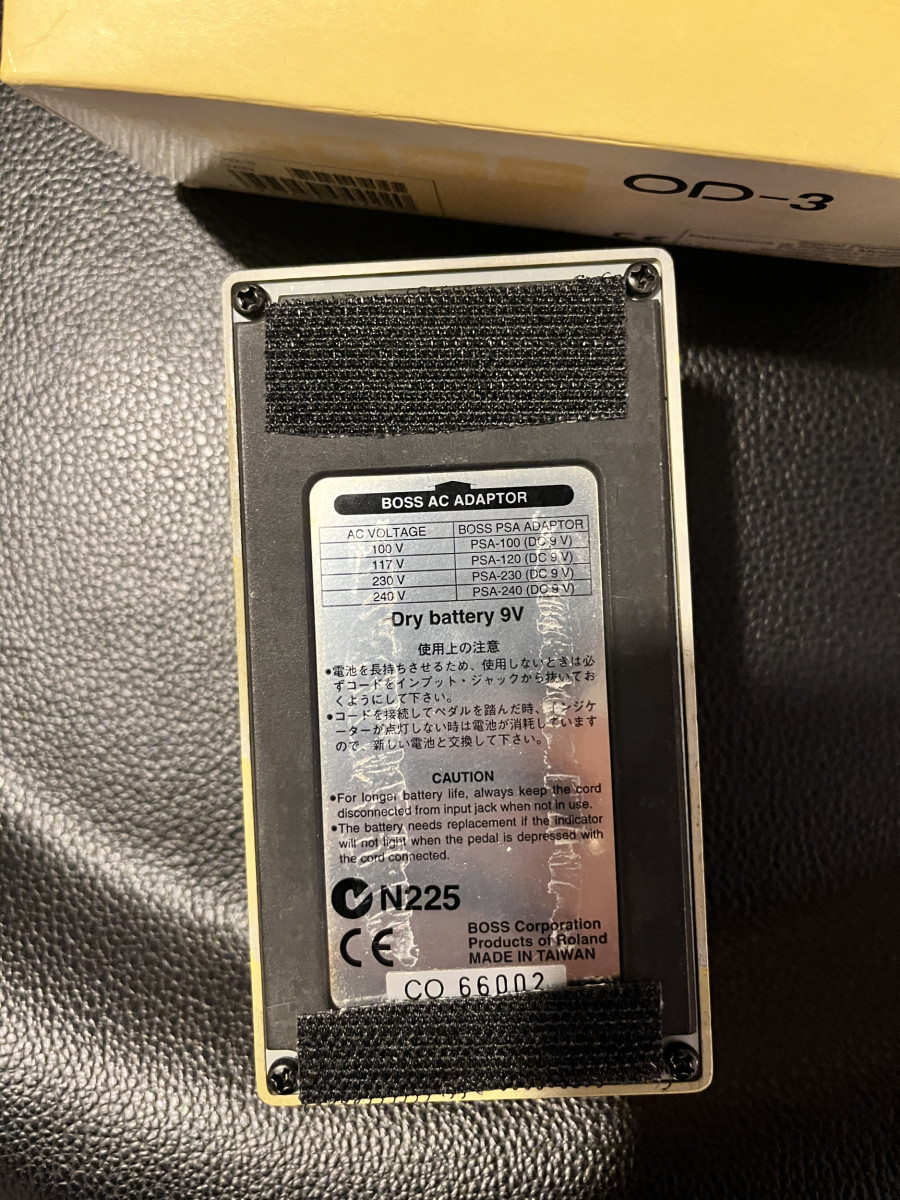 OD-3
CE
BOSS AC ADAPTOR
AC VOLTAGE BOSS PSA ADAPTOR
100 V PSA-100 (DC 9 V)
117 V PSA-120 (DC 9 V)
230 V PSA-230 (DC 9 V)
240 V PSA-240 (DC 9 V)
Dry battery 9V
使用上の注意
●電池を長持ちさせるため、使用しないときは必
ずコードをインプット・ジャックから抜いてお
くようにして下さい。
●コードを接続してペダルを踏んだ時、インジケ
ーターが点灯しない時は電池が消耗しています
ので、新しい電池と交換して下さい。
CAUTION
●For longer battery life, always keep the cord
disconnected from input jack when not in use.
●The battery needs replacement if the indicator
will not light when the pedal is depressed with
the cord connected.
N225
CE
BOSS Corporation
Products of Roland
MADE IN TAIWAN
CO 66002